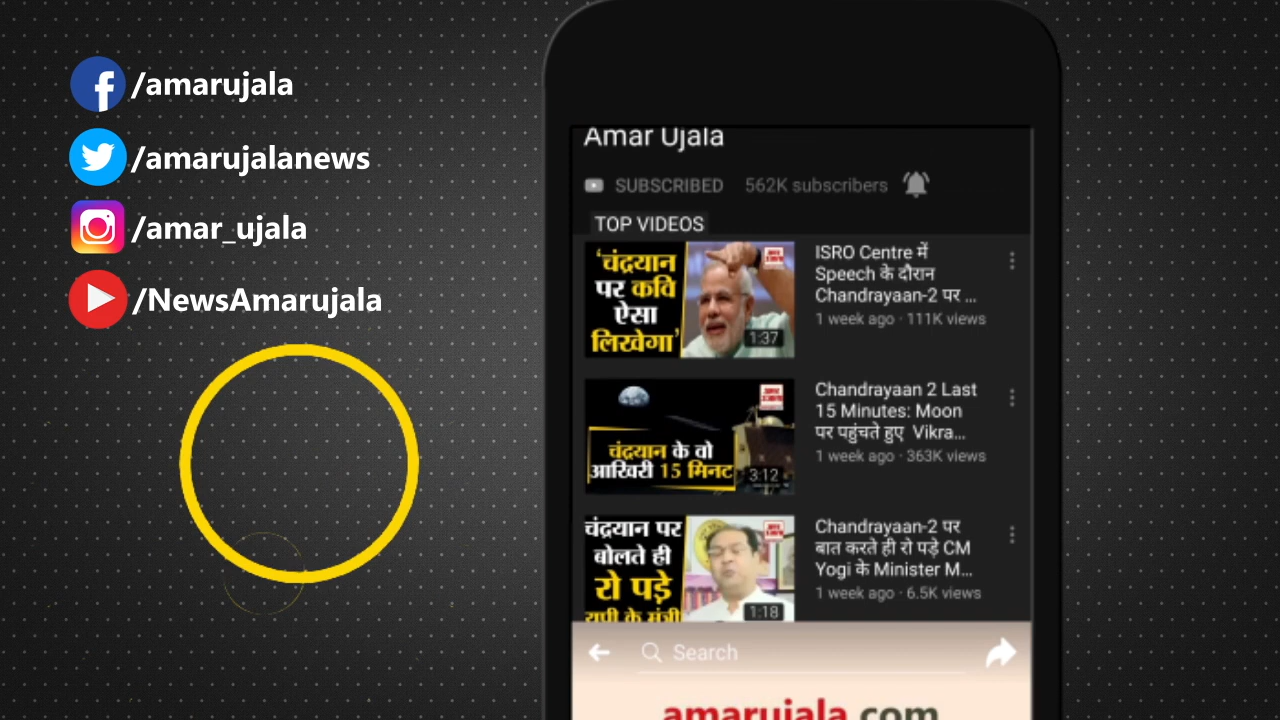 /amarujala
/amarujalanews
/amar_ujala
/NewsAmarujala
Amar Ujala
SUBSCRIBED 562K subscribers
TOP VIDEOS
'चंद्रयान
पर कवि
ऐसा
लिखेगा'
1:37
ISRO Centre में
Speech के दौरान
Chandrayaan-2 पर ...
1 week ago · 111K views
चंद्रयान के वो
आखिरी 15 मिनट
3:12
Chandrayaan 2 Last
15 Minutes: Moon
पर पहुंचते हुए Vikra...
1 week ago · 363K views
चंद्रयान पर
बोलते ही
रो पड़े
यूपी के मंत्री
1:18
Chandrayaan-2 पर
बात करते ही रो पड़े CM
Yogi के Minister M...
1 week ago · 6.5K views
Search
amarujala.com